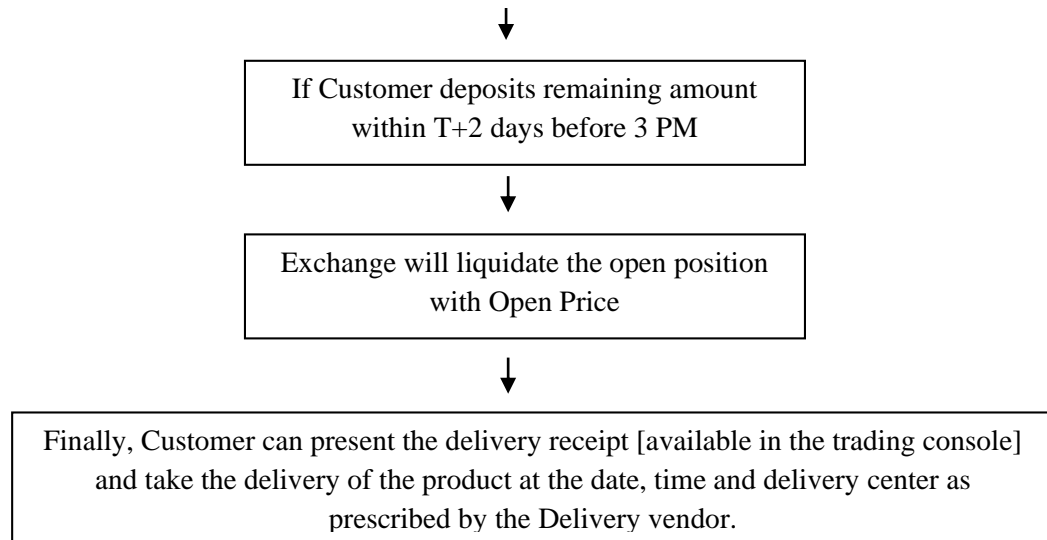 If Customer deposits remaining amount
within T+2 days before 3 PM
Exchange will liquidate the open position
with Open Price
Finally, Customer can present the delivery receipt [available in the trading console]
and take the delivery of the product at the date, time and delivery center as
prescribed by the Delivery vendor.